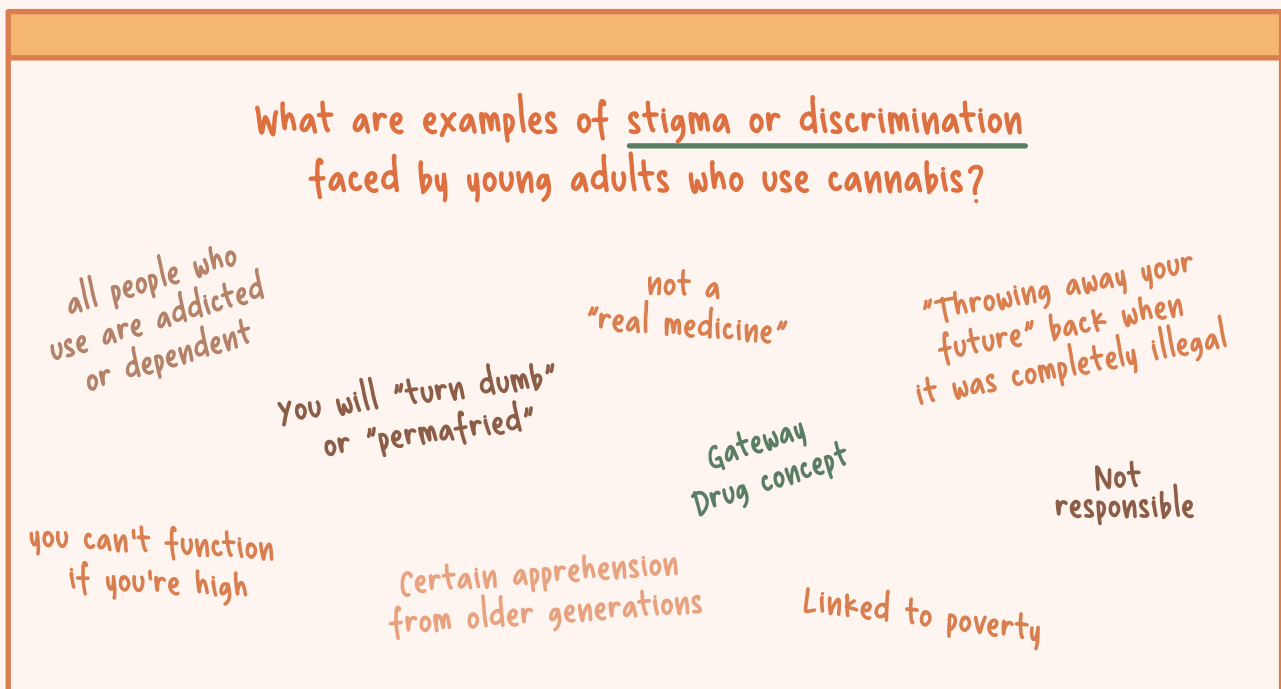 What are examples of stigma or discrimination
faced by young adults who use cannabis?
all people who
use are addicted
or dependent
not a
"real medicine"
"Throwing away your
future" back when
it was completely illegal
You will "turn dumb"
or "permafried"
Gateway
Drug concept
Not
responsible
you can't function
if you're high
Certain apprehension
from older generations
Linked to poverty